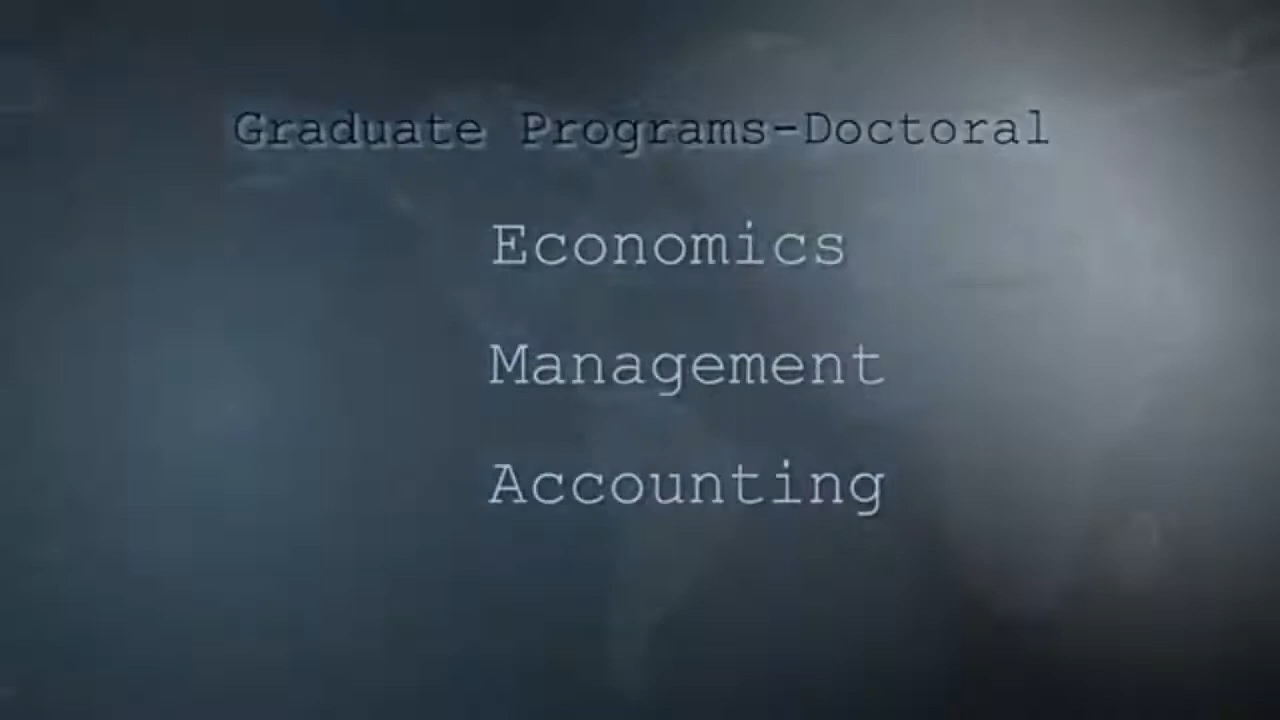 Graduate Programs-Doctoral
Economics
Management
Accounting